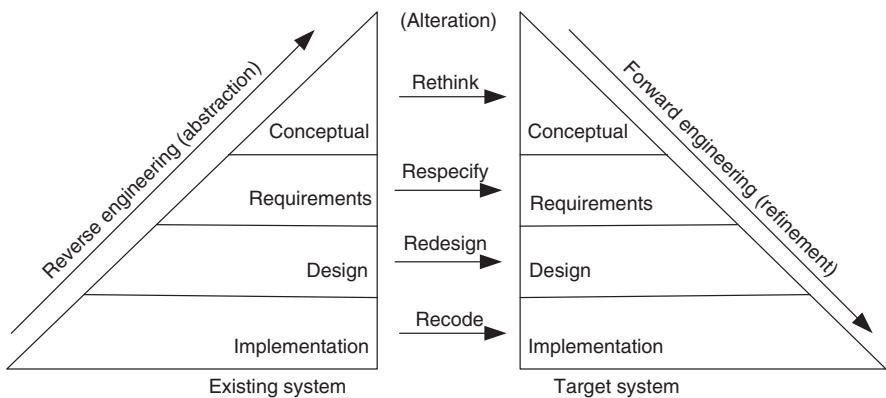 (Alteration)
Reverse engineering (abstraction)
Forward engineering (refinement)
Rethink
Conceptual
Conceptual
Respecify
Requirements
Requirements
Redesign
Design
Design
Recode
Implementation
Implementation
Existing system
Target system